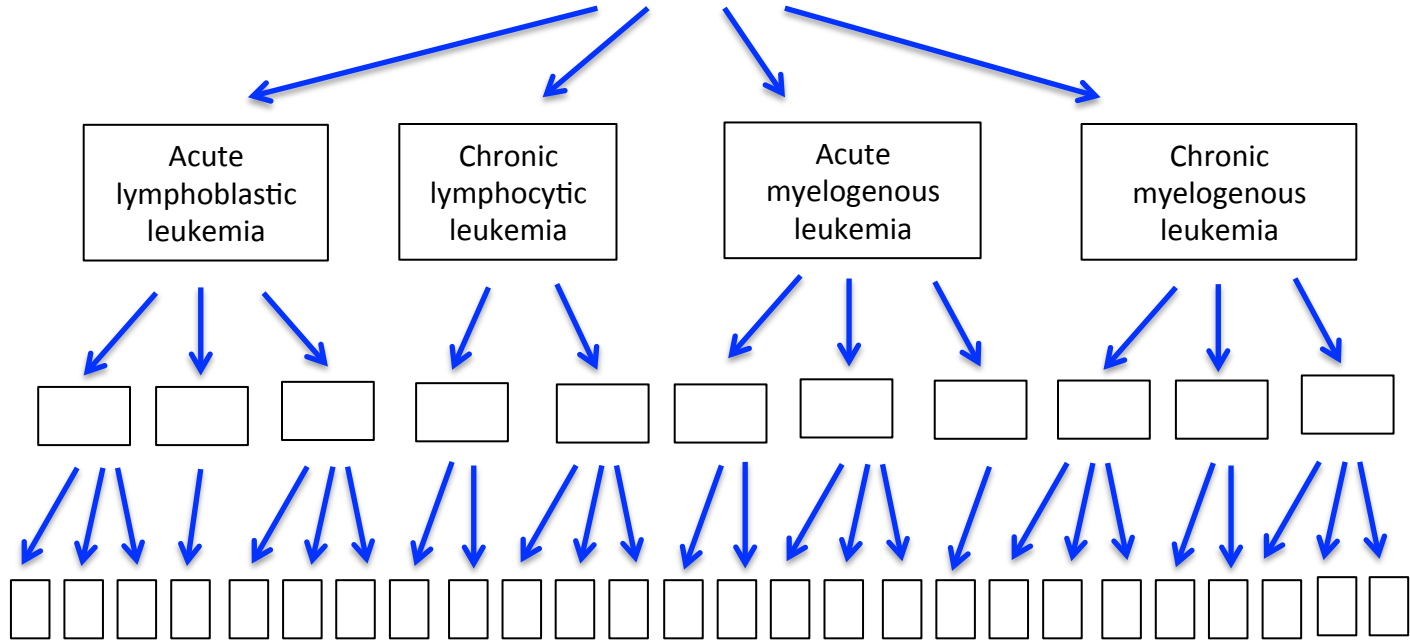 Acute
lymphoblastic
leukemia
Chronic
lymphocytic
leukemia
Acute
myelogenous
leukemia
Chronic
myelogenous
leukemia